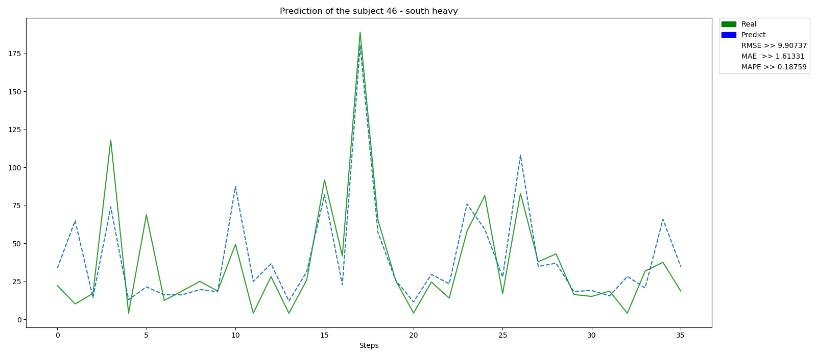 Prediction of the subject 46 - south heavy
Real
Predict
RMSE >> 9.90737
MAE >> 1.61331
MAPE >> 0.18759
175
150
125
100
75
50
25
0
0 5 10 15 20 25 30 35
Steps